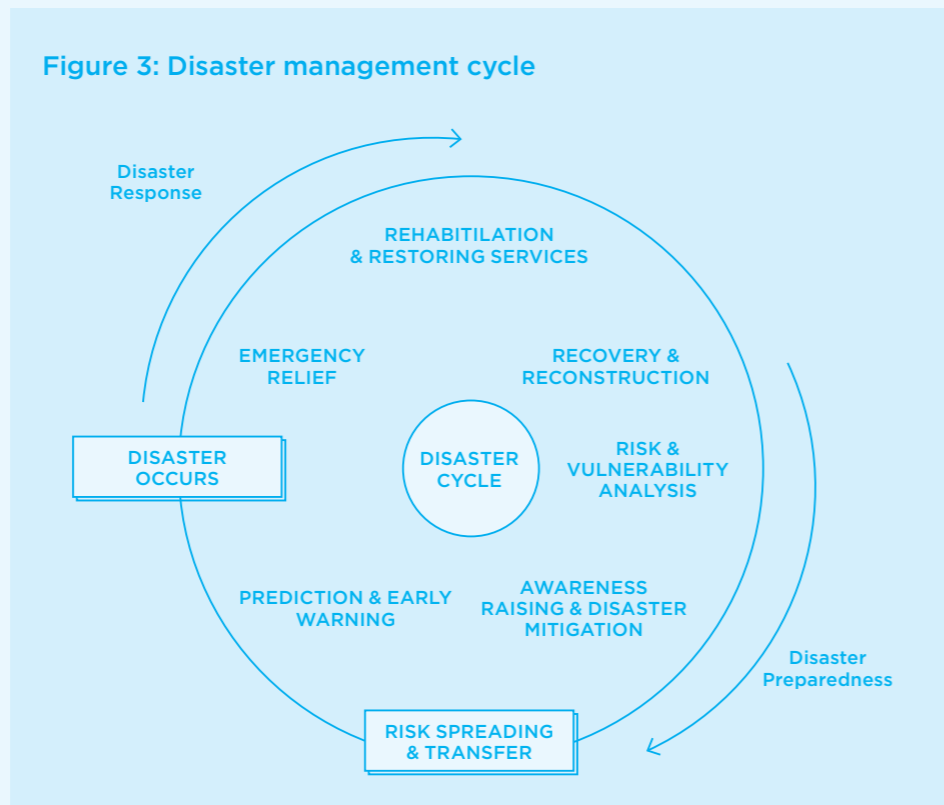 Figure 3: Disaster management cycle
Disaster
Response
REHABITILATION
& RESTORING SERVICES
EMERGENCY
RELIEF
RECOVERY &
RECONSTRUCTION
DISASTER
OCCURS
DISASTER
CYCLE
RISK &
VULNERABILITY
ANALYSIS
PREDICTION & EARLY
WARNING
AWARENESS
RAISING & DISASTER
MITIGATION
Disaster
Preparedness
RISK SPREADING
& TRANSFER